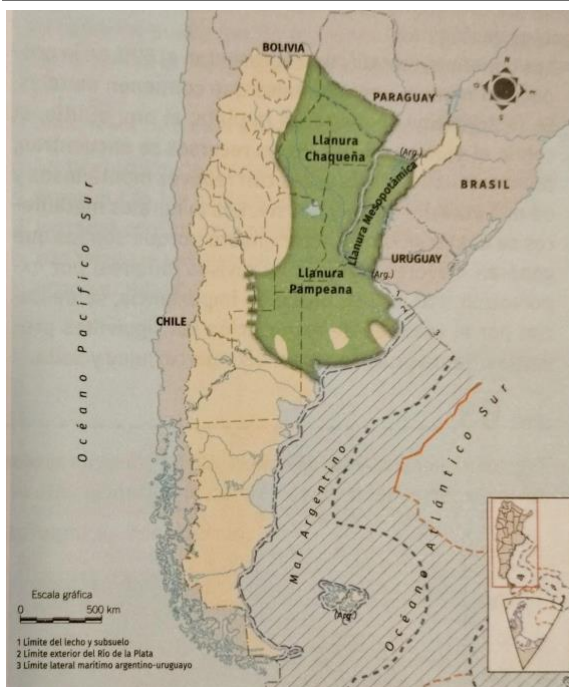 BOLIVIA
PARAGUAY
N
Llanura
Chaqueña
(Arg.)
BRASIL
Llanura Mesopotámica
URUGUAY
(Arg.)
Llanura
Pampeana
CHILE
2
3
Océano Pacífico Sur
Océano Atlántico Sur
Mar Argentino
(Arg.)
Escala gráfica
0 500 km
1 Límite del lecho y subsuelo
2 Límite exterior del Río de la Plata
3 Límite lateral marítimo argentino-uruguayo